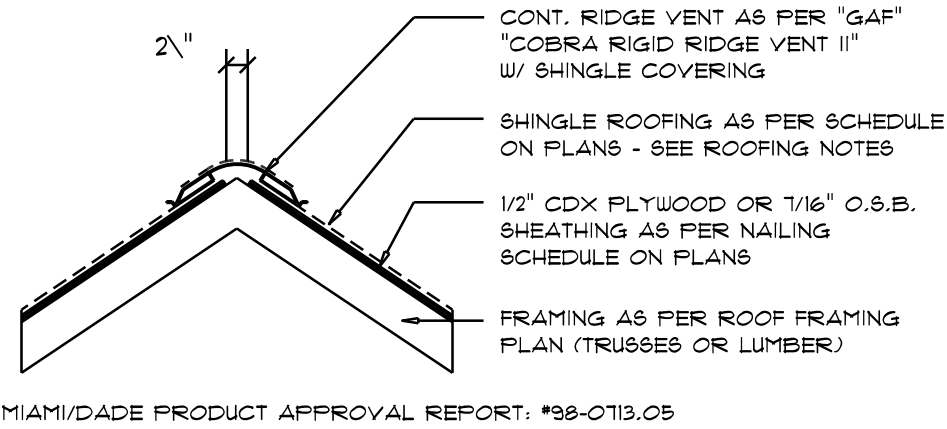 2\"
CONT. RIDGE VENT AS PER "GAF"
"COBRA RIGID RIDGE VENT II"
W/ SHINGLE COVERING
SHINGLE ROOFING AS PER SCHEDULE
ON PLANS - SEE ROOFING NOTES
1/2" CDX PLYWOOD OR 7/16" O.S.B.
SHEATHING AS PER NAILING
SCHEDULE ON PLANS
FRAMING AS PER ROOF FRAMING
PLAN (TRUSSES OR LUMBER)
MIAMI/DADE PRODUCT APPROVAL REPORT: #98-0713.05